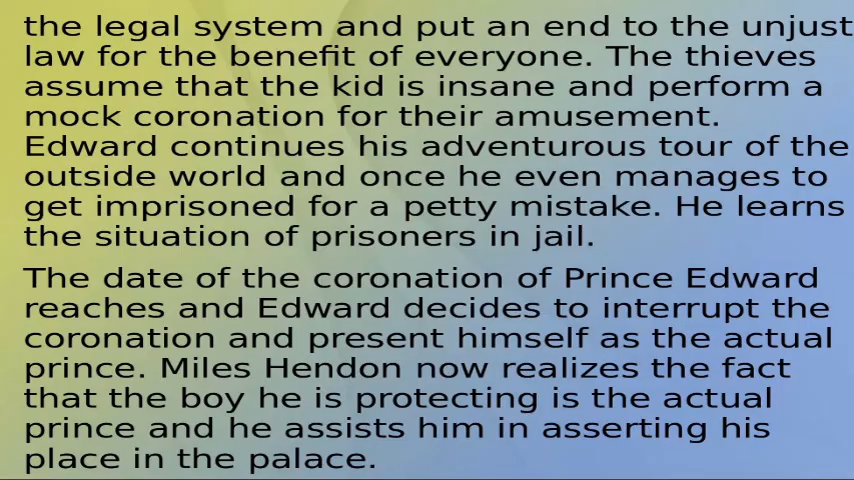 the legal system and put an end to the unjust
law for the benefit of everyone. The thieves
assume that the kid is insane and perform a
mock coronation for their amusement.
Edward continues his adventurous tour of the
outside world and once he even manages to
get imprisoned for a petty mistake. He learns
the situation of prisoners in jail.
The date of the coronation of Prince Edward
reaches and Edward decides to interrupt the
coronation and present himself as the actual
prince. Miles Hendon now realizes the fact
that the boy he is protecting is the actual
prince and he assists him in asserting his
place in the palace.